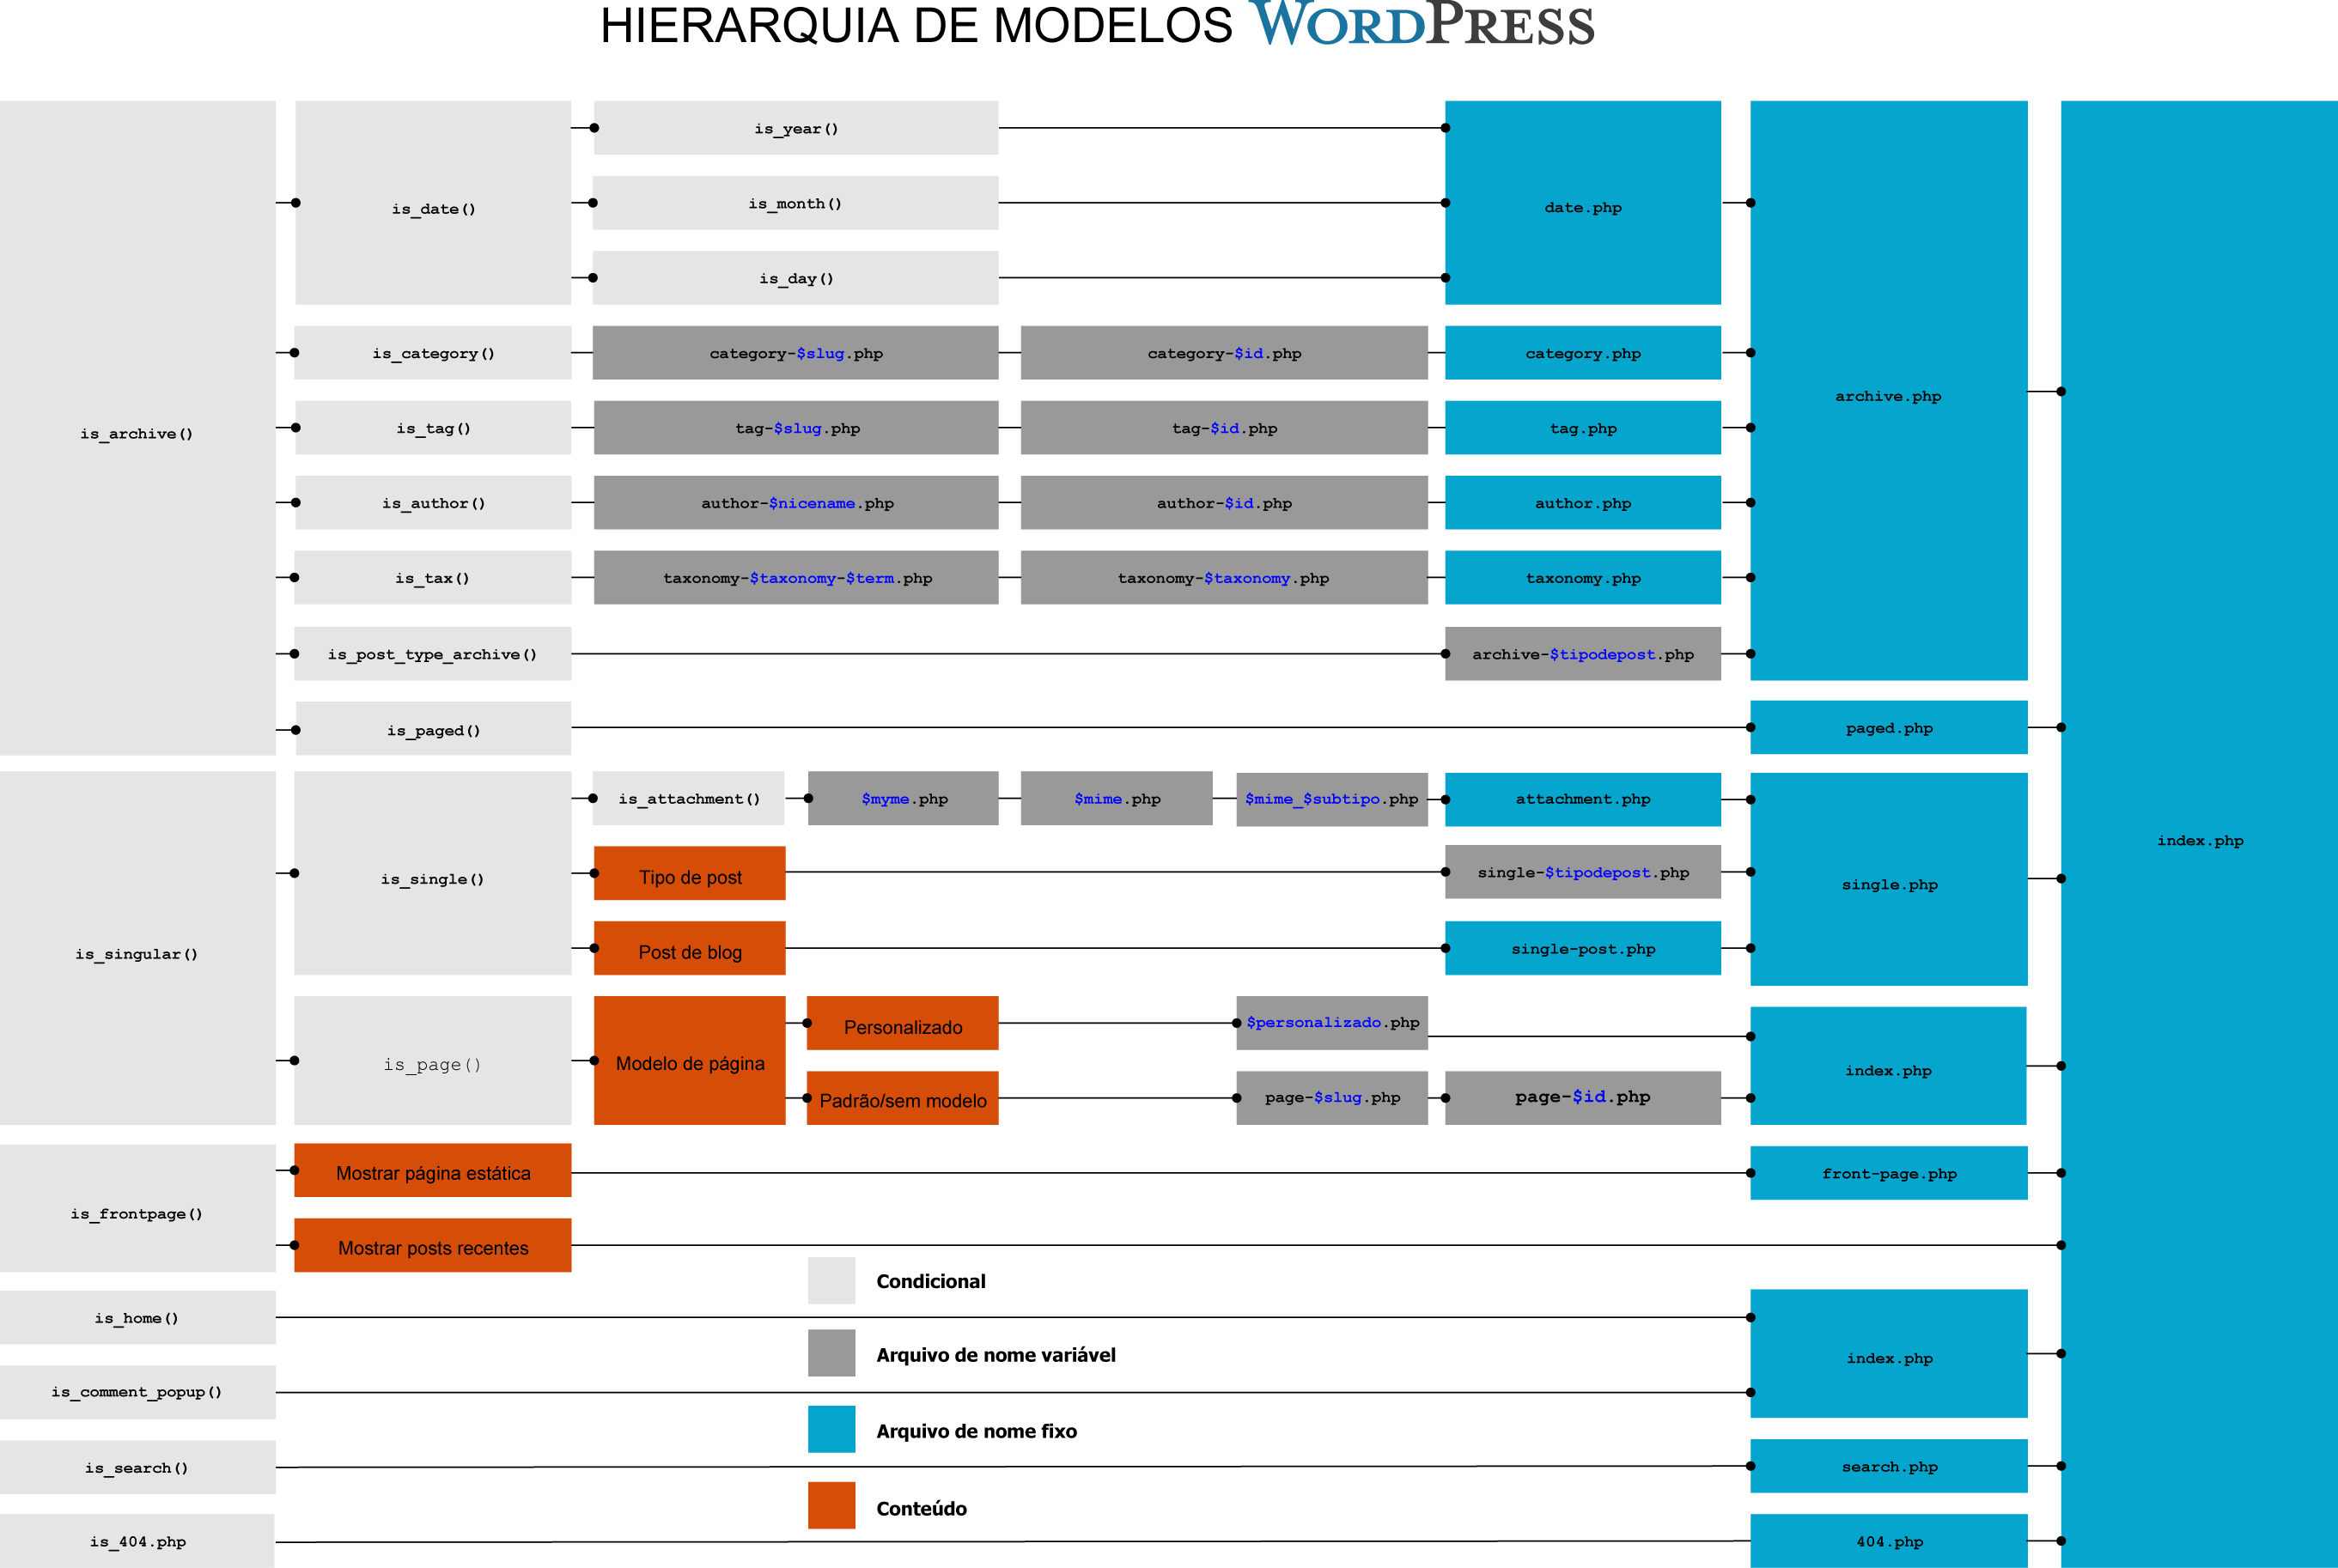 HIERARQUIA DE MODELOS WORDPRESS
is_archive()
is_date()
is_year()
is_month()
is_day()
date.php
archive.php
index.php
is_category()
category-$slug.php
category-$id.php
category.php
is_tag()
tag-$slug.php
tag-$id.php
tag.php
is_author()
author-$nicename.php
author-$id.php
author.php
is_tax()
taxonomy-$taxonomy-$term.php
taxonomy-$taxonomy.php
taxonomy.php
is_post_type_archive()
archive-$tipodepost.php
is_paged()
paged.php
is_singular()
is_single()
is_attachment()
$myme.php
$mime.php
$mime_$subtipo.php
attachment.php
single.php
Tipo de post
single-$tipodepost.php
Post de blog
single-post.php
is_page()
Modelo de página
Personalizado
$personalizado.php
index.php
Padrão/sem modelo
page-$slug.php
page-$id.php
is_frontpage()
Mostrar página estática
front-page.php
Mostrar posts recentes
is_home()
index.php
is_comment_popup()
is_search()
search.php
is_404.php
404.php
Condicional
Arquivo de nome variável
Arquivo de nome fixo
Conteúdo